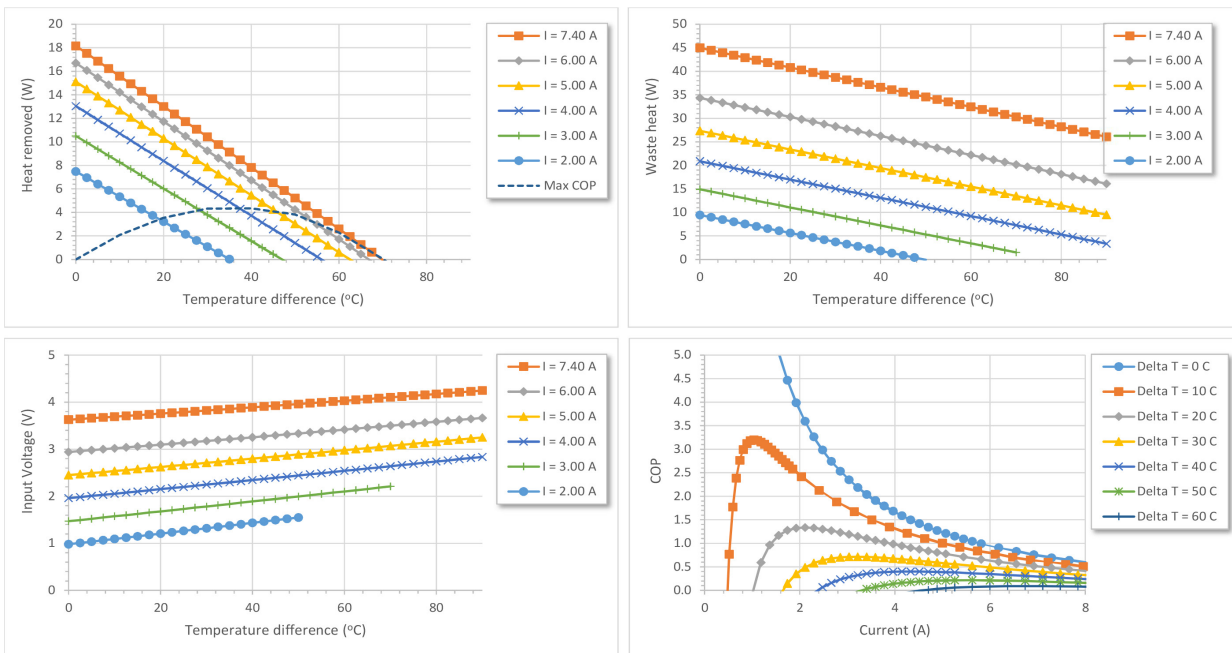 20
18
16
14
12
10
8
6
4
2
0
0 20 40 60 80
Heat removed (W)
Temperature difference (°C)
I = 7.40 A
I = 6.00 A
I = 5.00 A
I = 4.00 A
I = 3.00 A
I = 2.00 A
Max COP
50
45
40
35
30
25
20
15
10
5
0
0 20 40 60 80
Waste heat (W)
Temperature difference (°C)
I = 7.40 A
I = 6.00 A
I = 5.00 A
I = 4.00 A
I = 3.00 A
I = 2.00 A
5
4
3
2
1
0
0 20 40 60 80
Input Voltage (V)
Temperature difference (°C)
I = 7.40 A
I = 6.00 A
I = 5.00 A
I = 4.00 A
I = 3.00 A
I = 2.00 A
5.0
4.5
4.0
3.5
3.0
2.5
2.0
1.5
1.0
0.5
0.0
0 2 4 6 8
COP
Current (A)
Delta T = 0 C
Delta T = 10 C
Delta T = 20 C
Delta T = 30 C
Delta T = 40 C
Delta T = 50 C
Delta T = 60 C